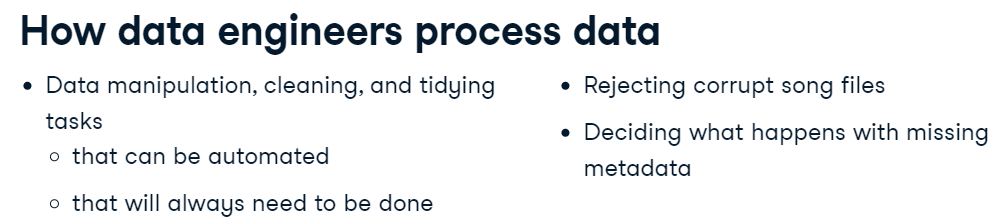 How data engineers process data
• Data manipulation, cleaning, and tidying
tasks
○ that can be automated
○ that will always need to be done
• Rejecting corrupt song files
• Deciding what happens with missing
metadata